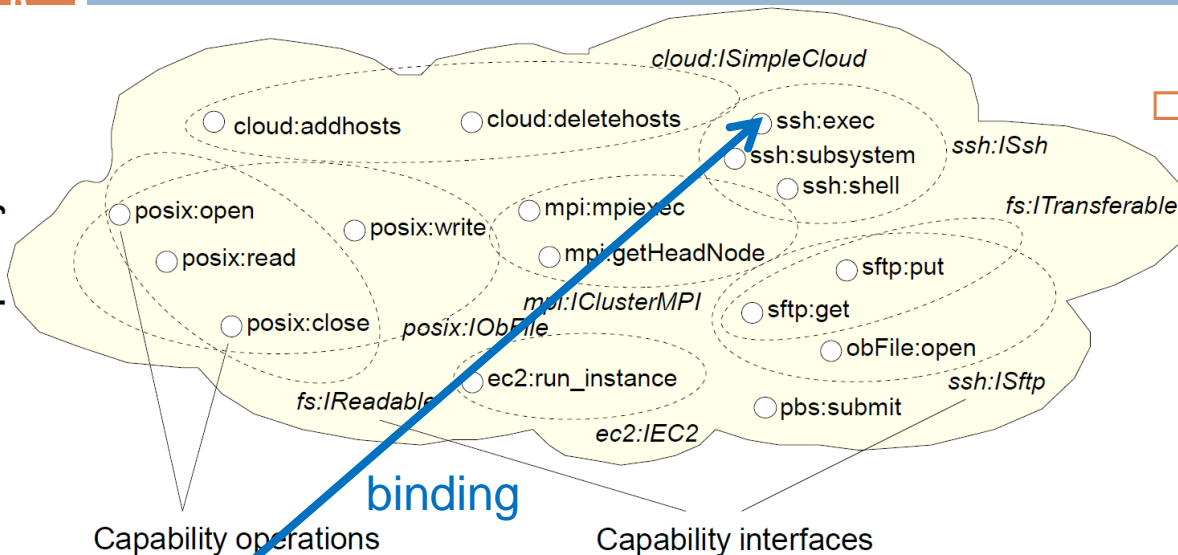 cloud:ISimpleCloud
cloud:addhosts
cloud:deletehosts
ssh:exec
ssh:ISsh
ssh:subsystem
ssh:shell
fs:ITransferable
posix:open
posix:write
mpi:mpiexec
posix:read
mpi:getHeadNode
sftp:put
mpi:IClusterMPI
sftp:get
posix:close
posix:IObFile
obFile:open
ec2:run_instance
ssh:ISftp
fs:IReadable
pbs:submit
ec2:IEC2
binding
Capability operations
Capability interfaces